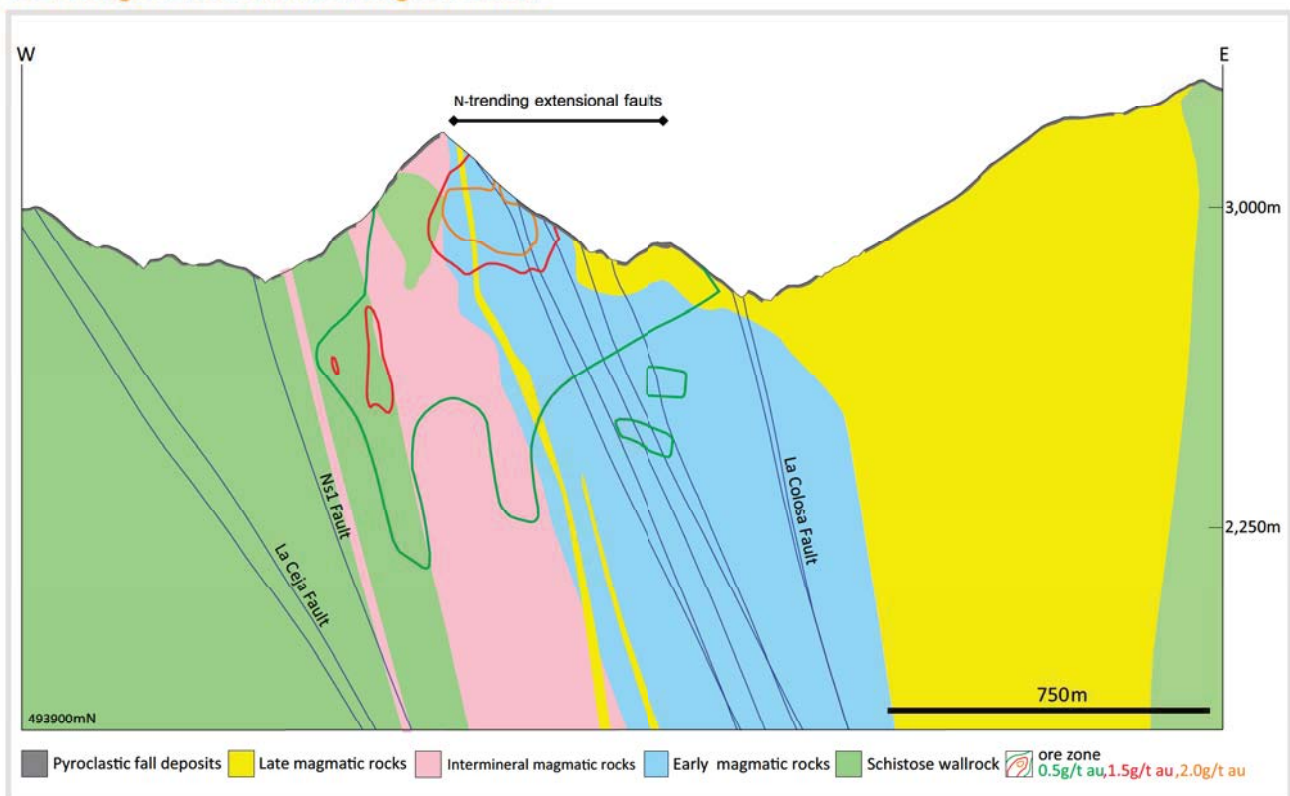 W
E
N-trending extensional faults
3,000m
Ns1 Fault
La Ceja Fault
La Colosa Fault
2,250m
750m
493900mN
Pyroclastic fall deposits
Late magmatic rocks
Intermineral magmatic rocks
Early magmatic rocks
Schistose wallrock
ore zone
0.5g/t au,1.5g/t au,2.0g/t au